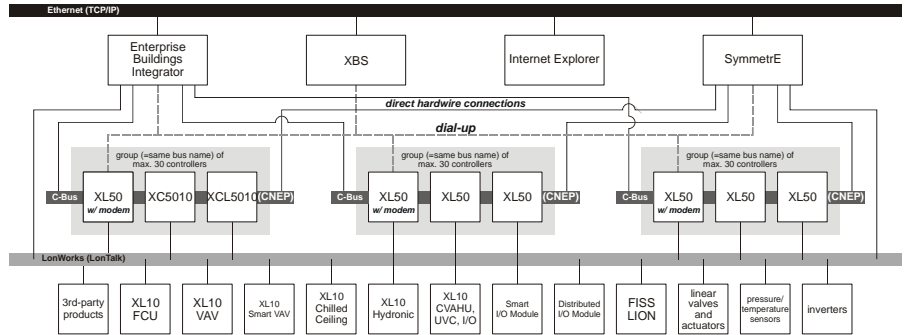 Ethernet (TCP/IP)
Enterprise
Buildings
Integrator
XBS
Internet Explorer
SymmetrE
direct hardwire connections
dial-up
group (=same bus name) of
max. 30 controllers
group (=same bus name) of
max. 30 controllers
group (=same bus name) of
max. 30 controllers
C-Bus
XL50
w/ modem
XC5010
XCL5010
(CNEP)
C-Bus
XL50
w/ modem
XL50
XL50
(CNEP)
C-Bus
XL50
w/ modem
XL50
XL50
(CNEP)
LonWorks (LonTalk)
3rd-party
products
XL10
FCU
XL10
VAV
XL10
Smart VAV
XL10
Chilled
Ceiling
XL10
Hydronic
XL10
CVAHU,
UVC, I/O
Smart
I/O Module
Distributed
I/O Module
FISS
LION
linear
valves and
actuators
pressure/
temperature
sensors
inverters